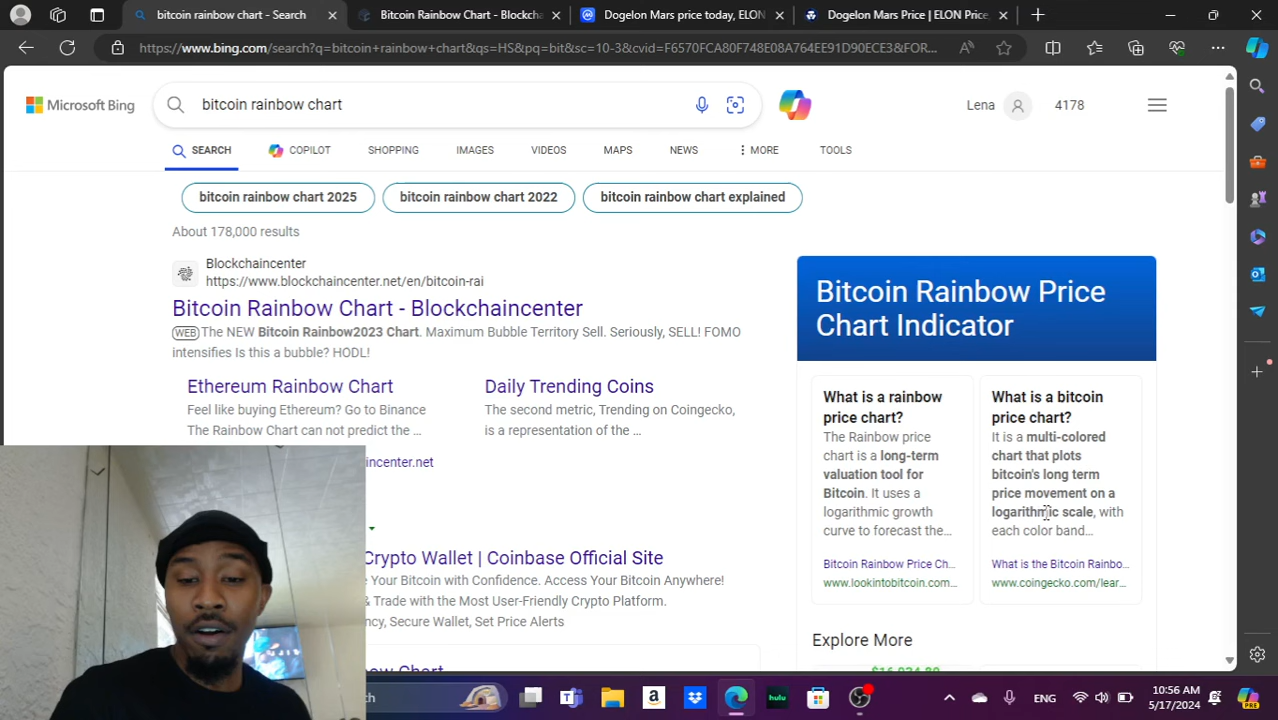 bitcoin rainbow chart - Search
Bitcoin Rainbow Chart - Blockcha
Dogelon Mars price today, ELON
Dogelon Mars Price | ELON Price,
https://www.bing.com/search?q=bitcoin+rainbow+chart&qs=HS&pq=bit&sc=10-3&cvid=F6570FCA80F748E08A764EE91D90ECE3&FOR...
Microsoft Bing
bitcoin rainbow chart
Lena
4178
SEARCH
COPILOT
SHOPPING
IMAGES
VIDEOS
MAPS
NEWS
MORE
TOOLS
bitcoin rainbow chart 2025
bitcoin rainbow chart 2022
bitcoin rainbow chart explained
About 178,000 results
Blockchaincenter
https://www.blockchaincenter.net/en/bitcoin-rai
Bitcoin Rainbow Chart - Blockchaincenter
WEB The NEW Bitcoin Rainbow2023 Chart. Maximum Bubble Territory Sell. Seriously, SELL! FOMO
intensifies Is this a bubble? HODL!
Ethereum Rainbow Chart
Feel like buying Ethereum? Go to Binance
The Rainbow Chart can not predict the ...
Daily Trending Coins
The second metric, Trending on Coingecko,
is a representation of the ...
incenter.net
Crypto Wallet | Coinbase Official Site
Your Bitcoin with Confidence. Access Your Bitcoin Anywhere!
& Trade with the Most User-Friendly Crypto Platform.
ncy, Secure Wallet, Set Price Alerts
Bitcoin Rainbow Price
Chart Indicator
What is a rainbow
price chart?
The Rainbow price
chart is a long-term
valuation tool for
Bitcoin. It uses a
logarithmic growth
curve to forecast the...
Bitcoin Rainbow Price Ch...
www.lookintobitcoin.com...
What is a bitcoin
price chart?
It is a multi-colored
chart that plots
bitcoin's long term
price movement on a
logarithmic scale, with
each color band...
What is the Bitcoin Rainbo...
www.coingecko.com/lear...
Explore More
hulu
ENG
10:56 AM
5/17/2024
PRE